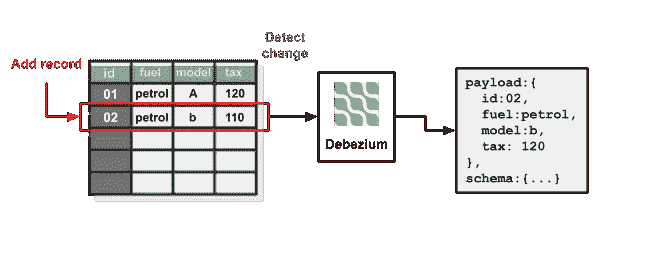 Detect
change
Add record
id fuel model tax
01 petrol A 120
02 petrol b 110
Debezium
payload:{
id:02,
fuel:petrol,
model:b,
tax: 120
},
schema:{...}